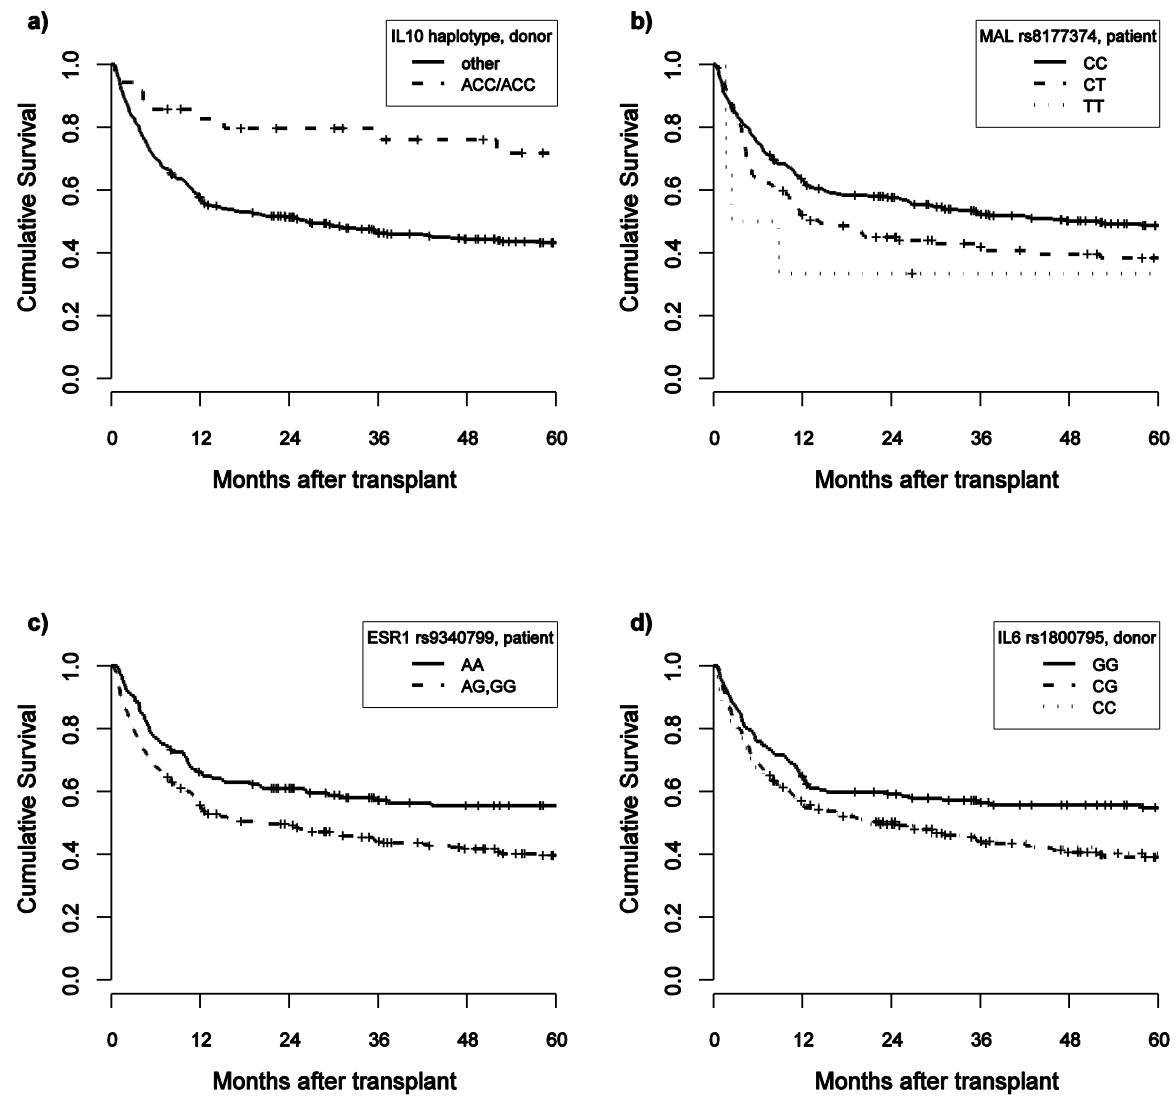 a)
IL10 haplotype, donor
other
ACC/ACC
Cumulative Survival
0.0 0.2 0.4 0.6 0.8 1.0
0 12 24 36 48 60
Months after transplant
b)
MAL rs8177374, patient
CC
CT
TT
Cumulative Survival
0.0 0.2 0.4 0.6 0.8 1.0
0 12 24 36 48 60
Months after transplant
c)
ESR1 rs9340799, patient
AA
AG,GG
Cumulative Survival
0.0 0.2 0.4 0.6 0.8 1.0
0 12 24 36 48 60
Months after transplant
d)
IL6 rs1800795, donor
GG
CG
CC
Cumulative Survival
0.0 0.2 0.4 0.6 0.8 1.0
0 12 24 36 48 60
Months after transplant